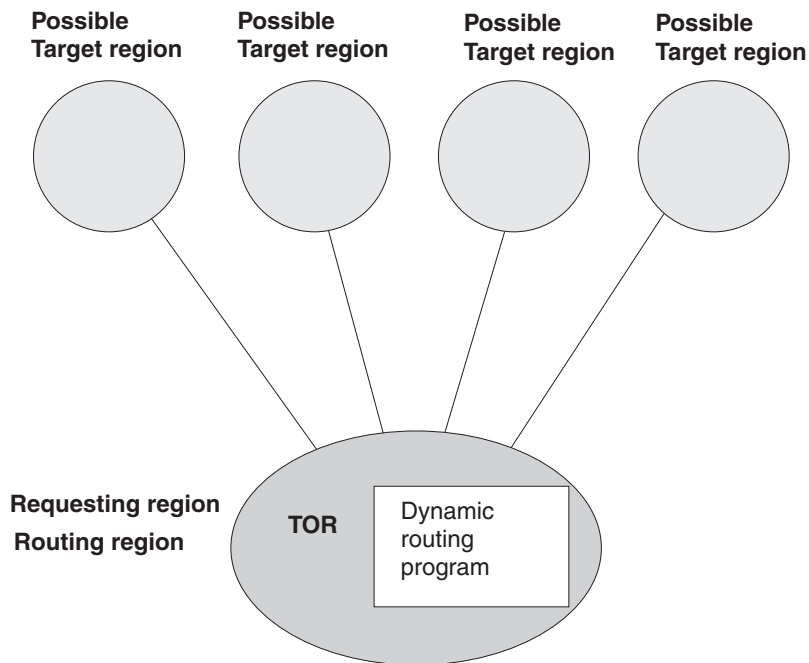 Possible
Target region
Possible
Target region
Possible
Target region
Possible
Target region
Requesting region
Routing region
TOR
Dynamic
routing
program